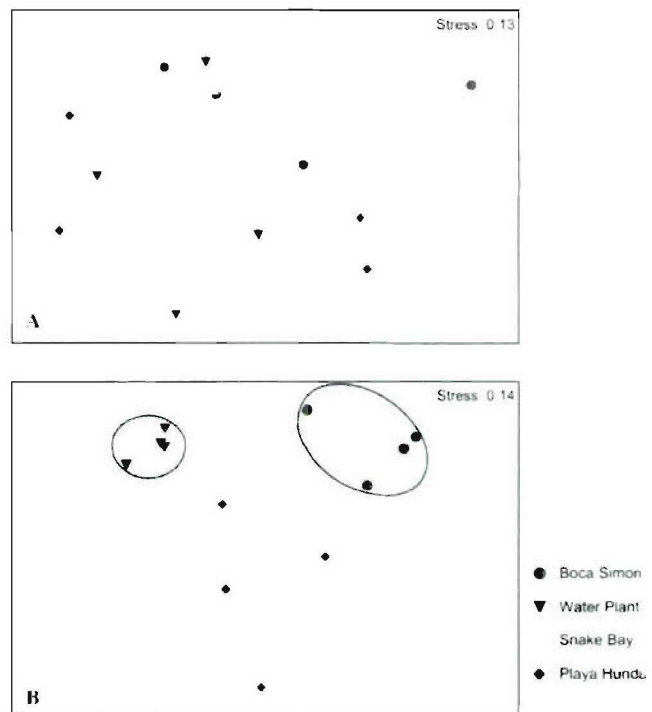 Stress 0 13
A
Stress 0 14
Boca Simon
Water Plant
Snake Bay
B
Playa Hunda